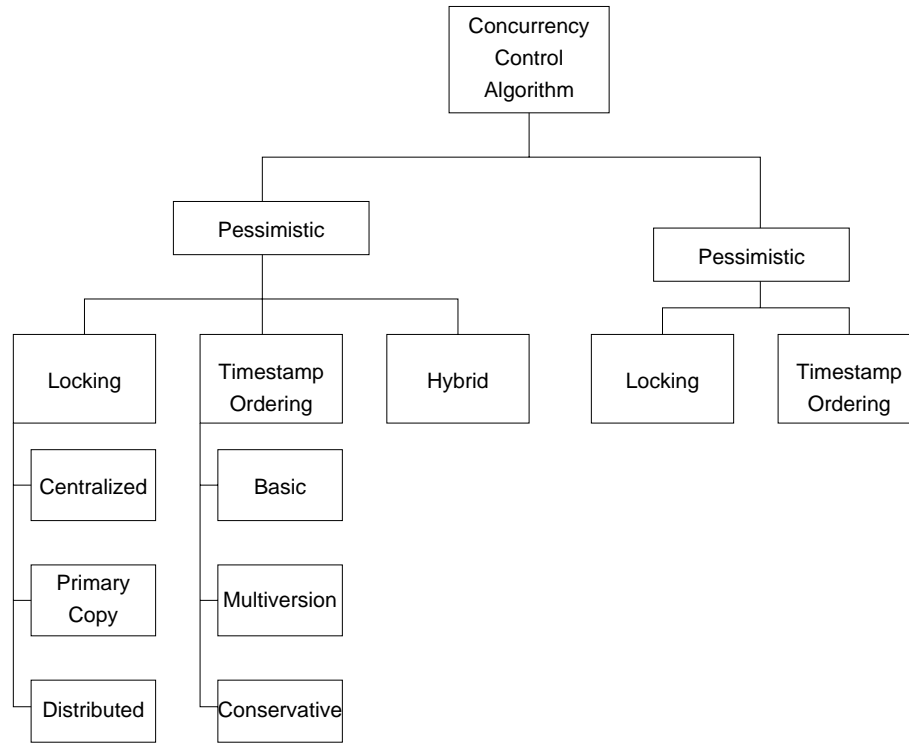 Concurrency
Control
Algorithm
Pessimistic
Pessimistic
Locking
Timestamp
Ordering
Hybrid
Locking
Timestamp
Ordering
Centralized
Basic
Primary
Copy
Multiversion
Distributed
Conservative